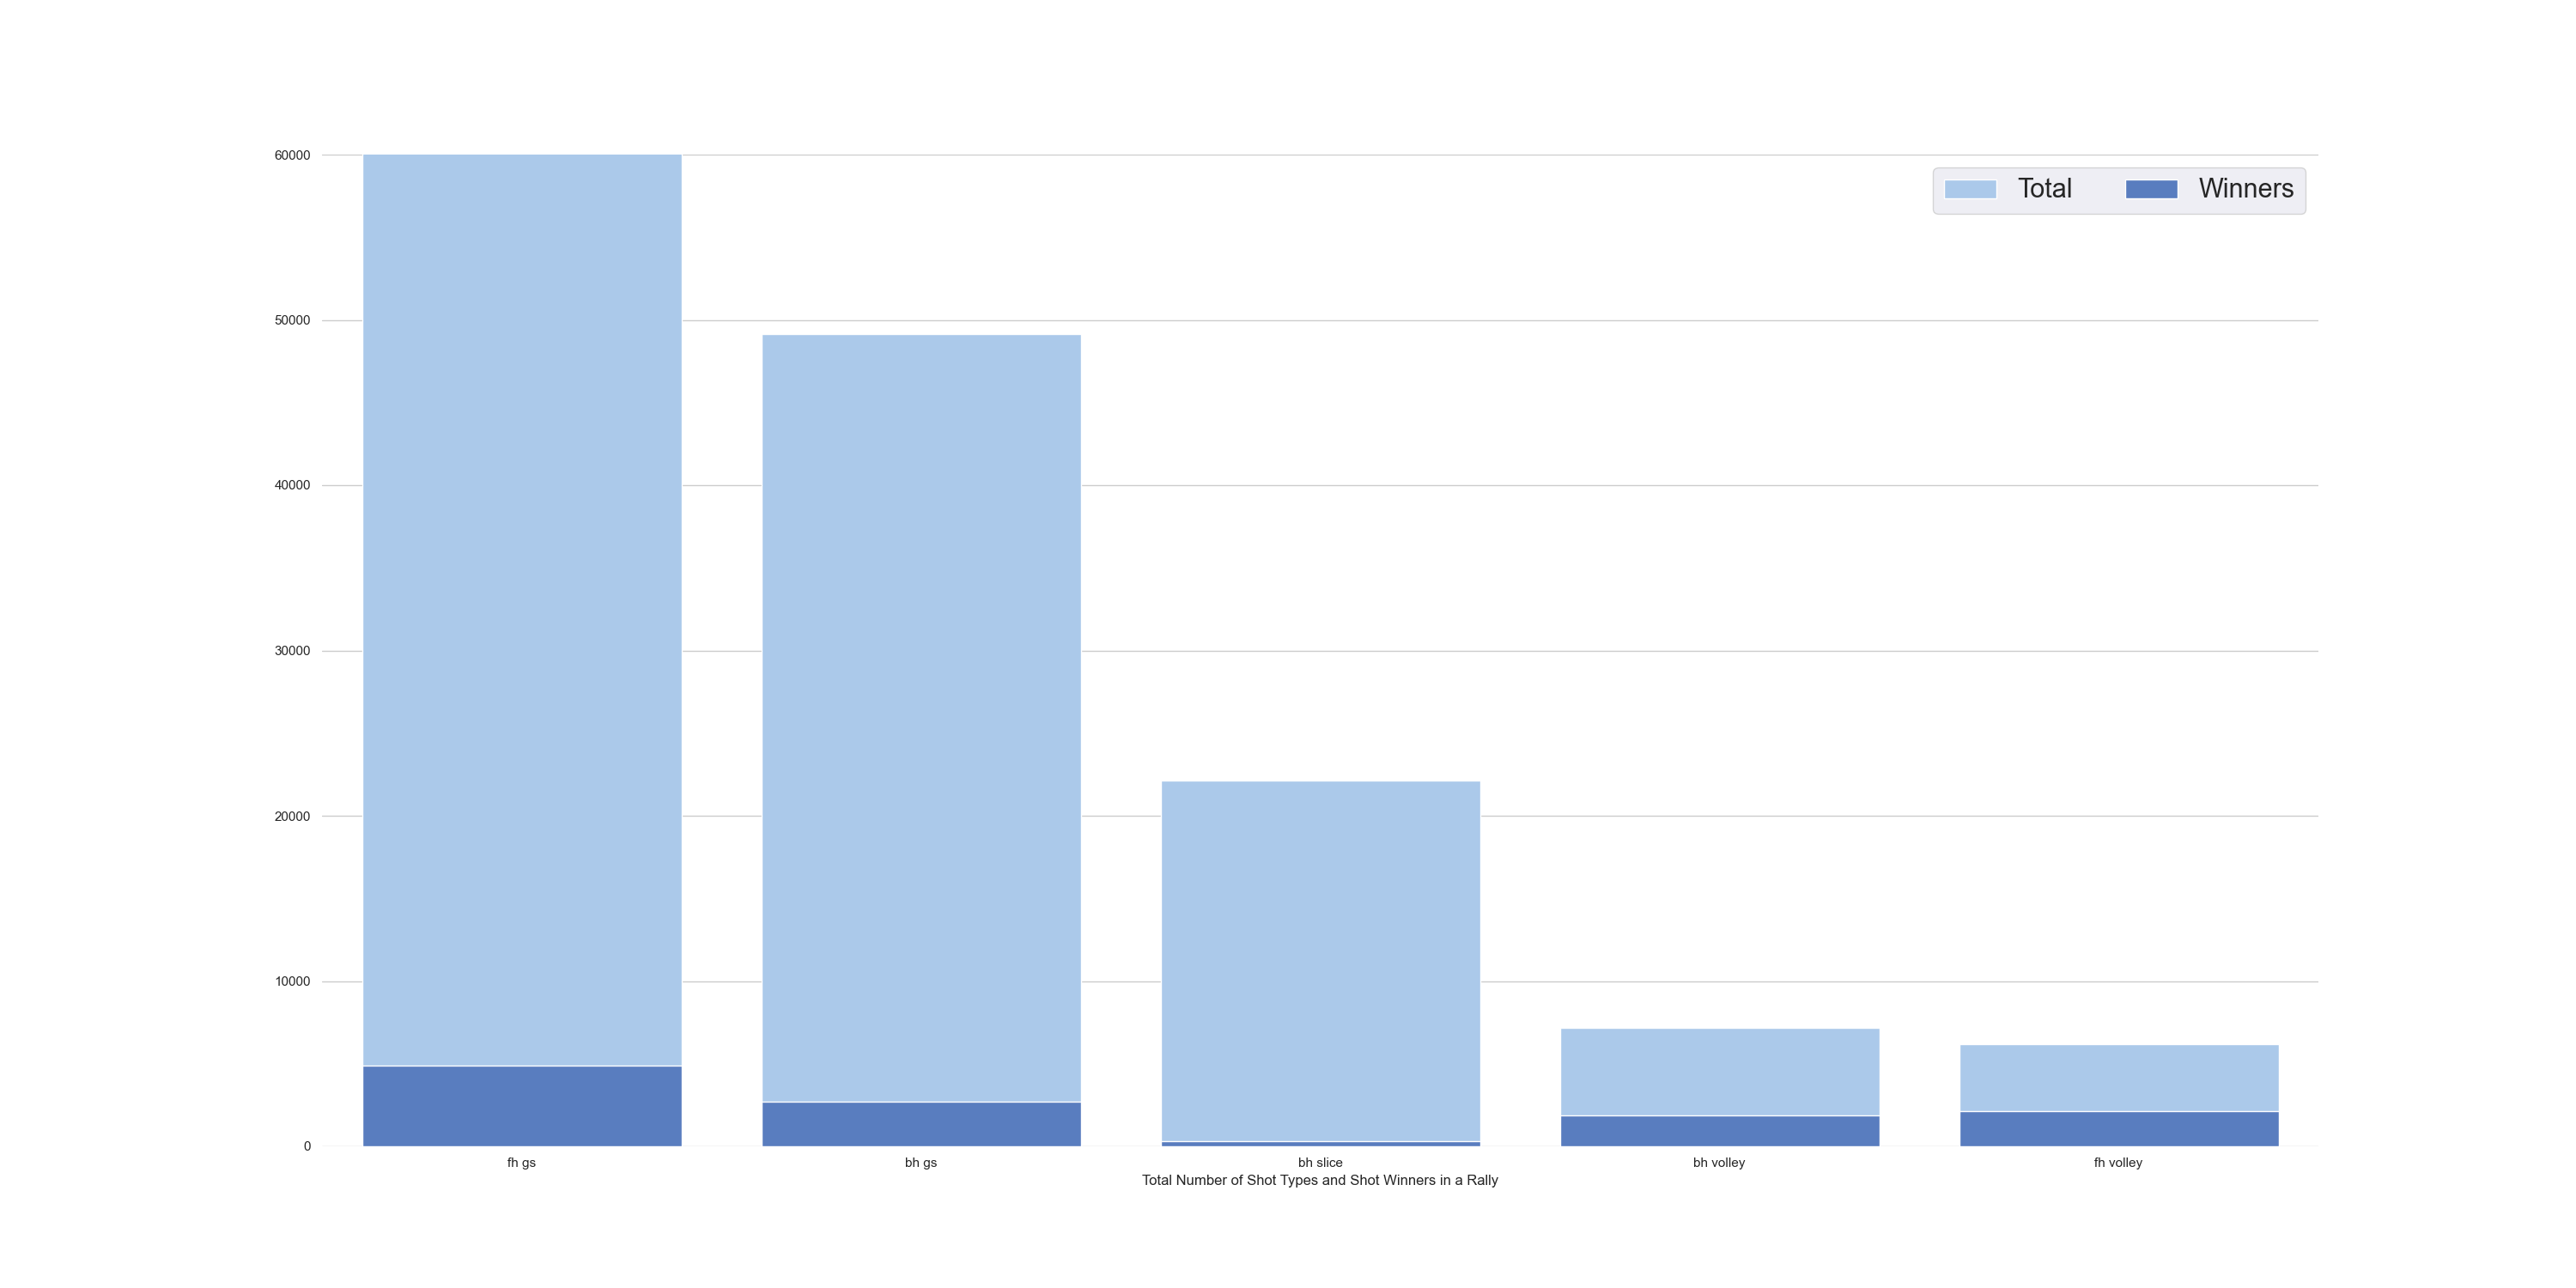 60000
Total Winners
50000
40000
30000
20000
10000
0
fh gs bh gs bh slice bh volley fh volley
Total Number of Shot Types and Shot Winners in a Rally